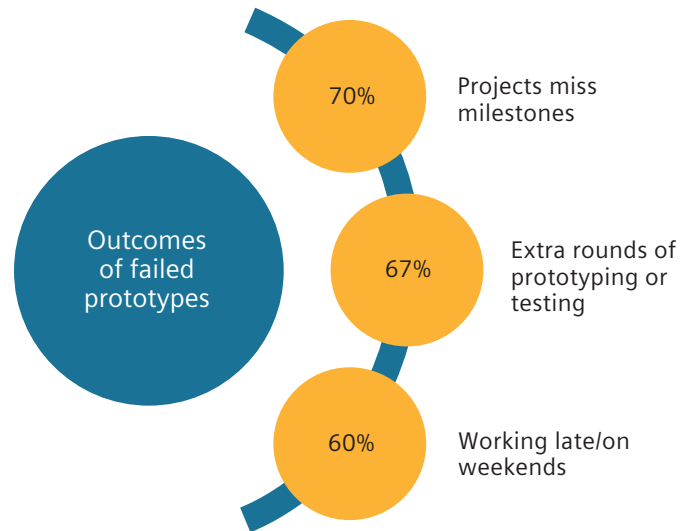 Outcomes
of failed
prototypes
70%
Projects miss
milestones
67%
Extra rounds of
prototyping or
testing
60%
Working late/on
weekends